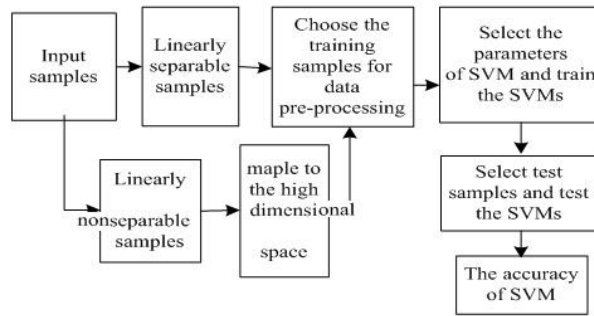 Input
samples
Linearly
separable
samples
Choose the
training
samples for
data
pre-processing
Select the
parameters
of SVM and train
the SVMs
Linearly
nonseparable
samples
maple to
the high
dimensional
space
Select test
samples and test
the SVMs
The accuracy
of SVM